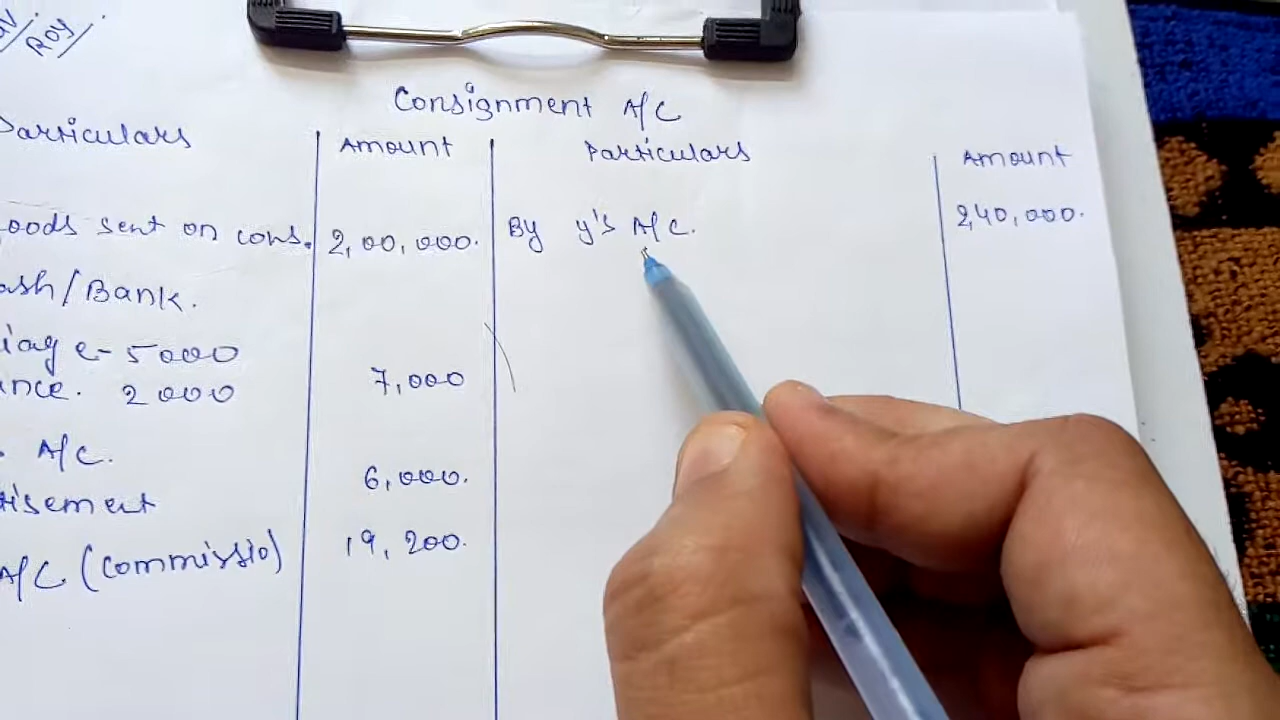 Roy.
Consignment A/C
Particulars Amount Particulars Amount
oods sent on cons. 2,00,000. By y's A/C. 2,40,000.
ash/Bank.
iage - 5000
ance. 2000 7,000
A/C. 6,000.
tisement
A/C (Commissio) 19,200.